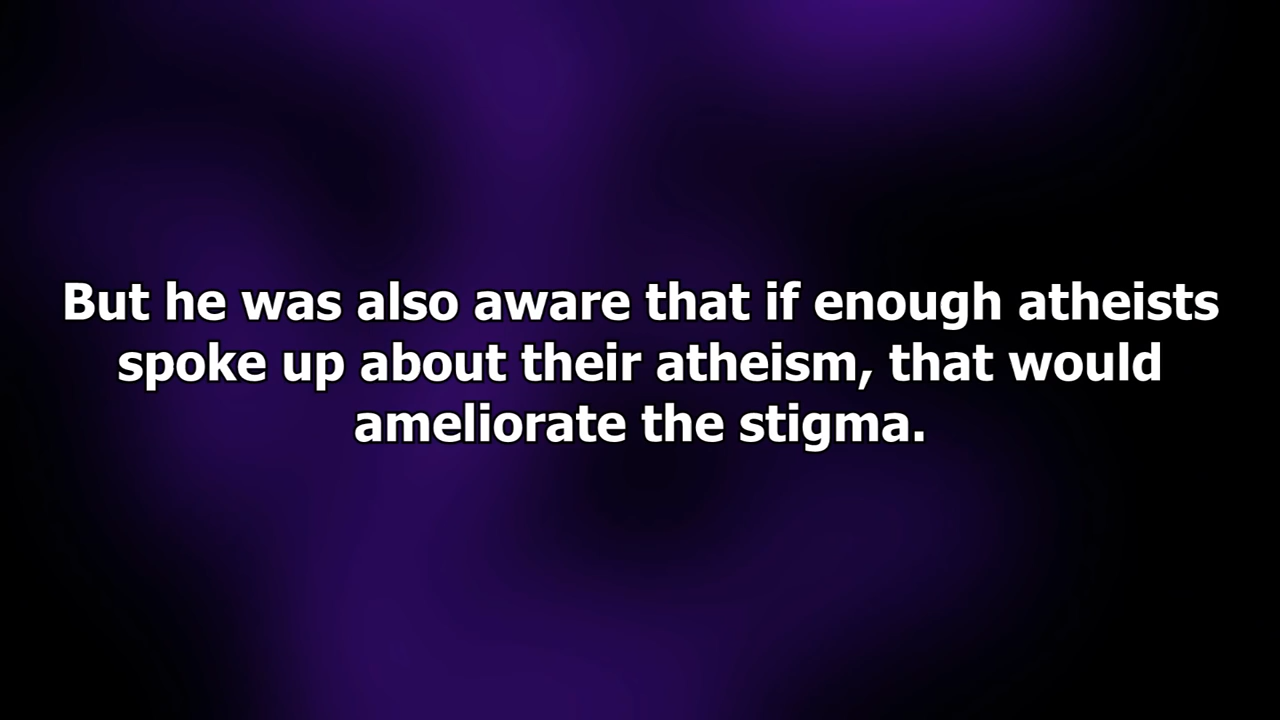 But he was also aware that if enough atheists
spoke up about their atheism, that would
ameliorate the stigma.